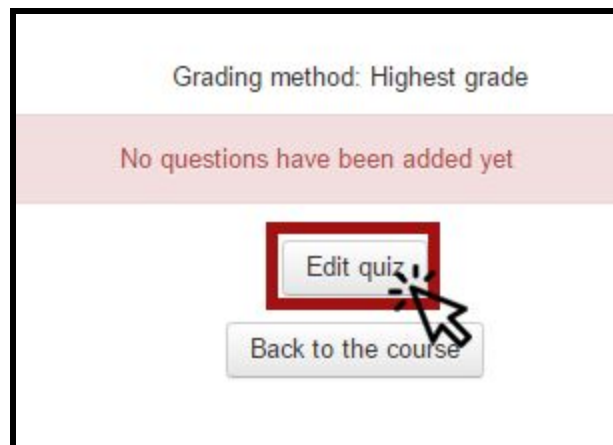 Grading method: Highest grade
No questions have been added yet
Edit quiz
Back to the course